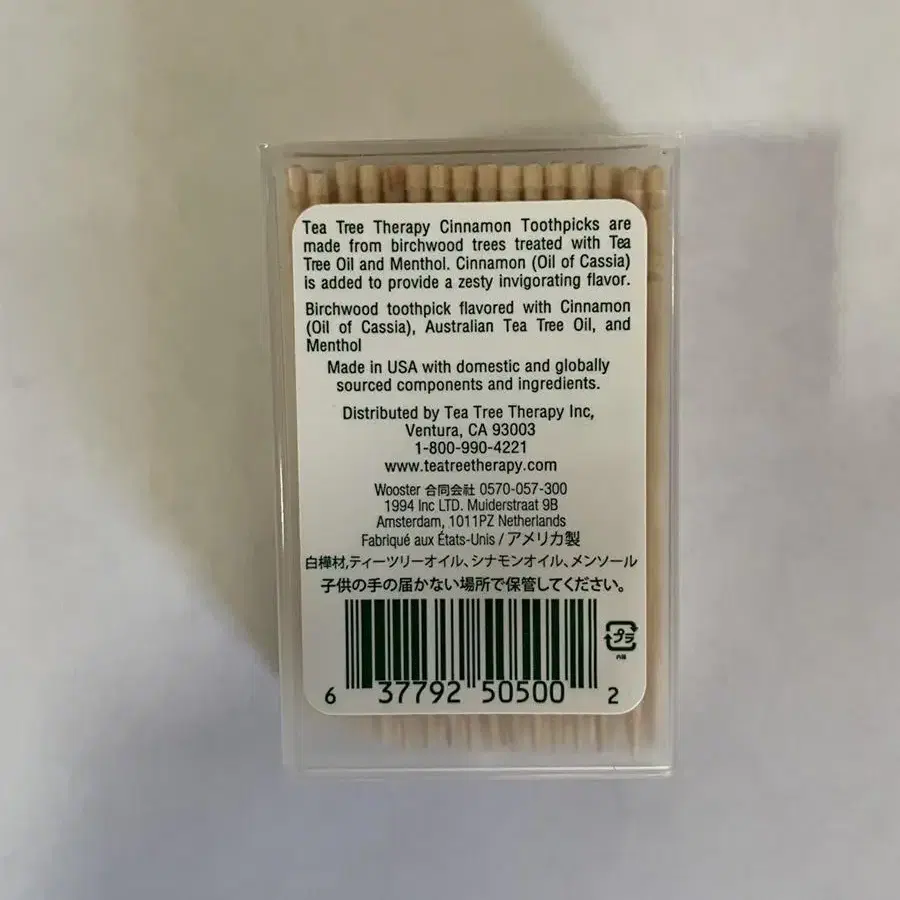 Tea Tree Therapy Cinnamon Toothpicks are
made from birchwood trees treated with Tea
Tree Oil and Menthol. Cinnamon (Oil of Cassia)
is added to provide a zesty invigorating flavor.
Birchwood toothpick flavored with Cinnamon
(Oil of Cassia), Australian Tea Tree Oil, and
Menthol
Made in USA with domestic and globally
sourced components and ingredients.
Distributed by Tea Tree Therapy Inc,
Ventura, CA 93003
1-800-990-4221
www.teatreetherapy.com
Wooster 合同会社 0570-057-300
1994 Inc LTD. Muiderstraat 9B
Amsterdam, 1011PZ Netherlands
Fabriqué aux États-Unis / アメリカ製
白樺材,ティーツリーオイル、シナモンオイル、メンソール
子供の手の届かない場所で保管してください。
プラ
6 37792 50500 2